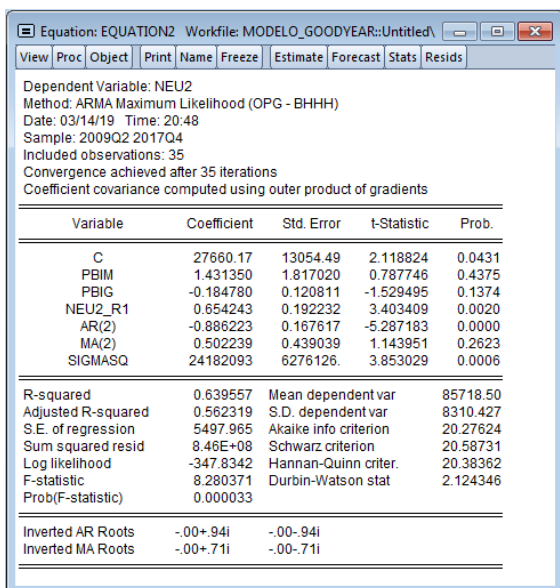 Equation: EQUATION2 Workfile: MODELO_GOODYEAR::Untitled\
View Proc Object Print Name Freeze Estimate Forecast Stats Resids
Dependent Variable: NEU2
Method: ARMA Maximum Likelihood (OPG - BHHH)
Date: 03/14/19 Time: 20:48
Sample: 2009Q2 2017Q4
Included observations: 35
Convergence achieved after 35 iterations
Coefficient covariance computed using outer product of gradients
Variable Coefficient Std. Error t-Statistic Prob.
C 27660.17 13054.49 2.118824 0.0431
PBIM 1.431350 1.817020 0.787746 0.4375
PBIG -0.184780 0.120811 -1.529495 0.1374
NEU2_R1 0.654243 0.192232 3.403409 0.0020
AR(2) -0.886223 0.167617 -5.287183 0.0000
MA(2) 0.502239 0.439039 1.143951 0.2623
SIGMASQ 24182093 6276126. 3.853029 0.0006
R-squared 0.639557 Mean dependent var 85718.50
Adjusted R-squared 0.562319 S.D. dependent var 8310.427
S.E. of regression 5497.965 Akaike info criterion 20.27624
Sum squared resid 8.46E+08 Schwarz criterion 20.58731
Log likelihood -347.8342 Hannan-Quinn criter. 20.38362
F-statistic 8.280371 Durbin-Watson stat 2.124346
Prob(F-statistic) 0.000033
Inverted AR Roots -.00+.94i -.00-.94i
Inverted MA Roots -.00+.71i -.00-.71i